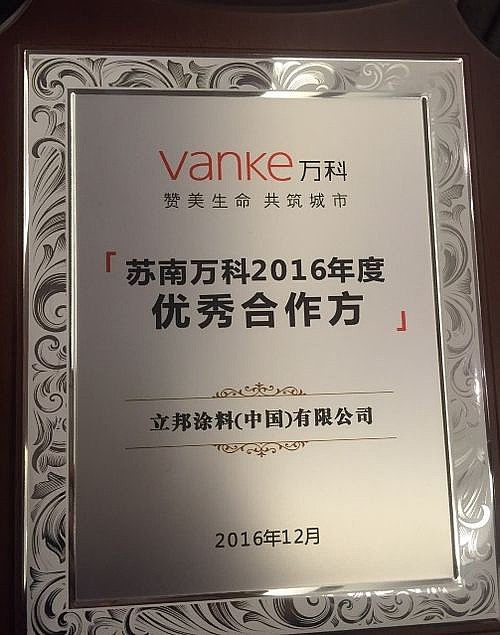 vanke万科
赞美生命 共筑城市
「苏南万科2016年度
优秀合作方」
立邦涂料(中国)有限公司
2016年12月